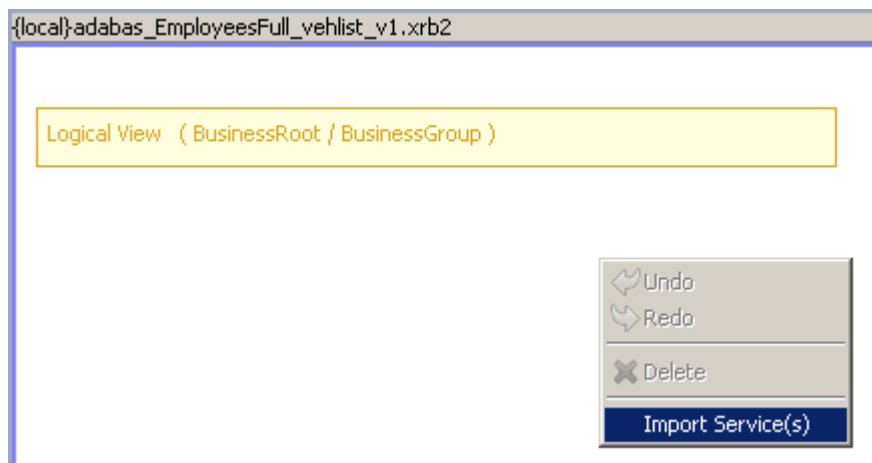 {local}adabas_EmployeesFull_vehlist_v1.xrb2
Logical View ( BusinessRoot / BusinessGroup )
Undo
Redo
Delete
Import Service(s)